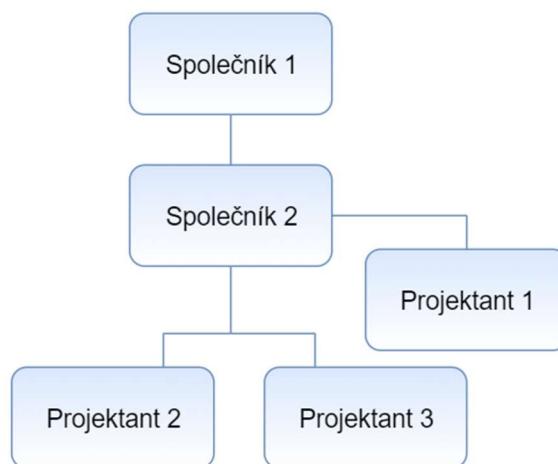 Společník 1
Společník 2
Projektant 1
Projektant 2
Projektant 3